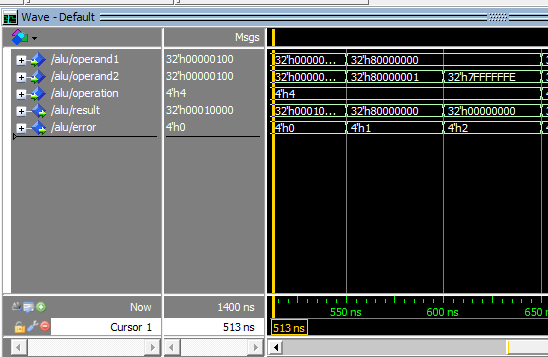 Wave - Default
Msgs
/alu/operand1 32'h00000100 32'h00000... 32'h80000000
/alu/operand2 32'h00000100 32'h00000... 32'h80000001 32'h7FFFFFFE
/alu/operation 4'h4 4'h4
/alu/result 32'h00010000 32'h00010... 32'h80000000 32'h00000000
/alu/error 4'h0 4'h0 4'h1 4'h2
Now 1400 ns 550 ns 600 ns 650
Cursor 1 513 ns 513 ns